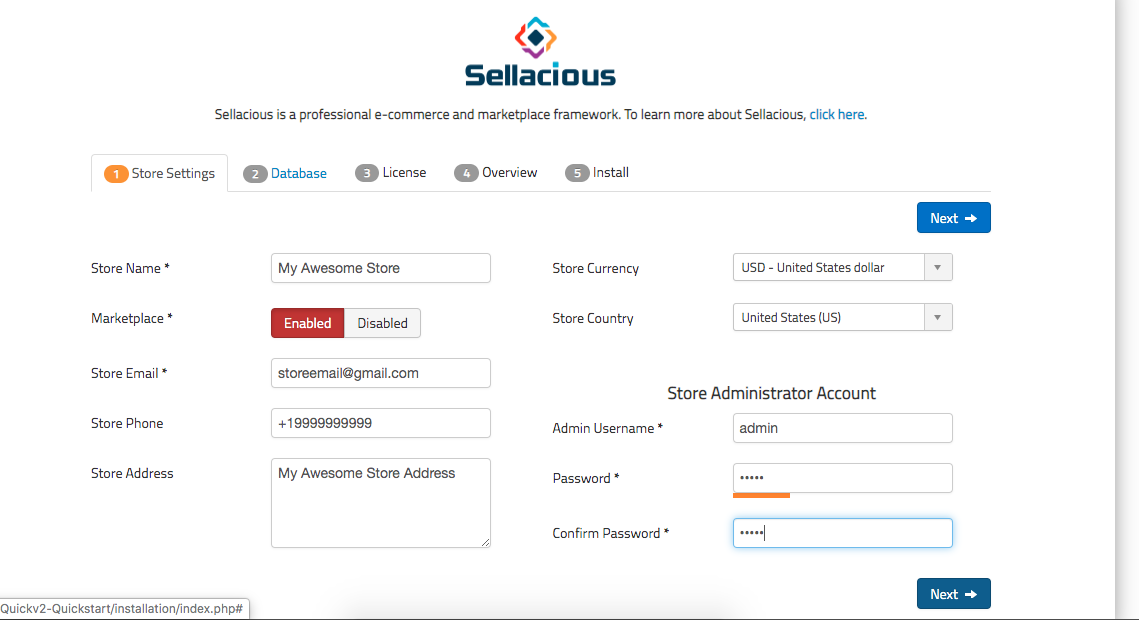 Sellacious
Sellacious is a professional e-commerce and marketplace framework. To learn more about Sellacious, click here.
1 Store Settings 2 Database 3 License 4 Overview 5 Install
Next
Store Name * My Awesome Store Store Currency USD - United States dollar
Marketplace * Enabled Disabled Store Country United States (US)
Store Email * storeemail@gmail.com
Store Administrator Account
Store Phone +19999999999 Admin Username * admin
Store Address My Awesome Store Address Password * •••••
Confirm Password * •••••
Next
Quickv2-Quickstart/installation/index.php#